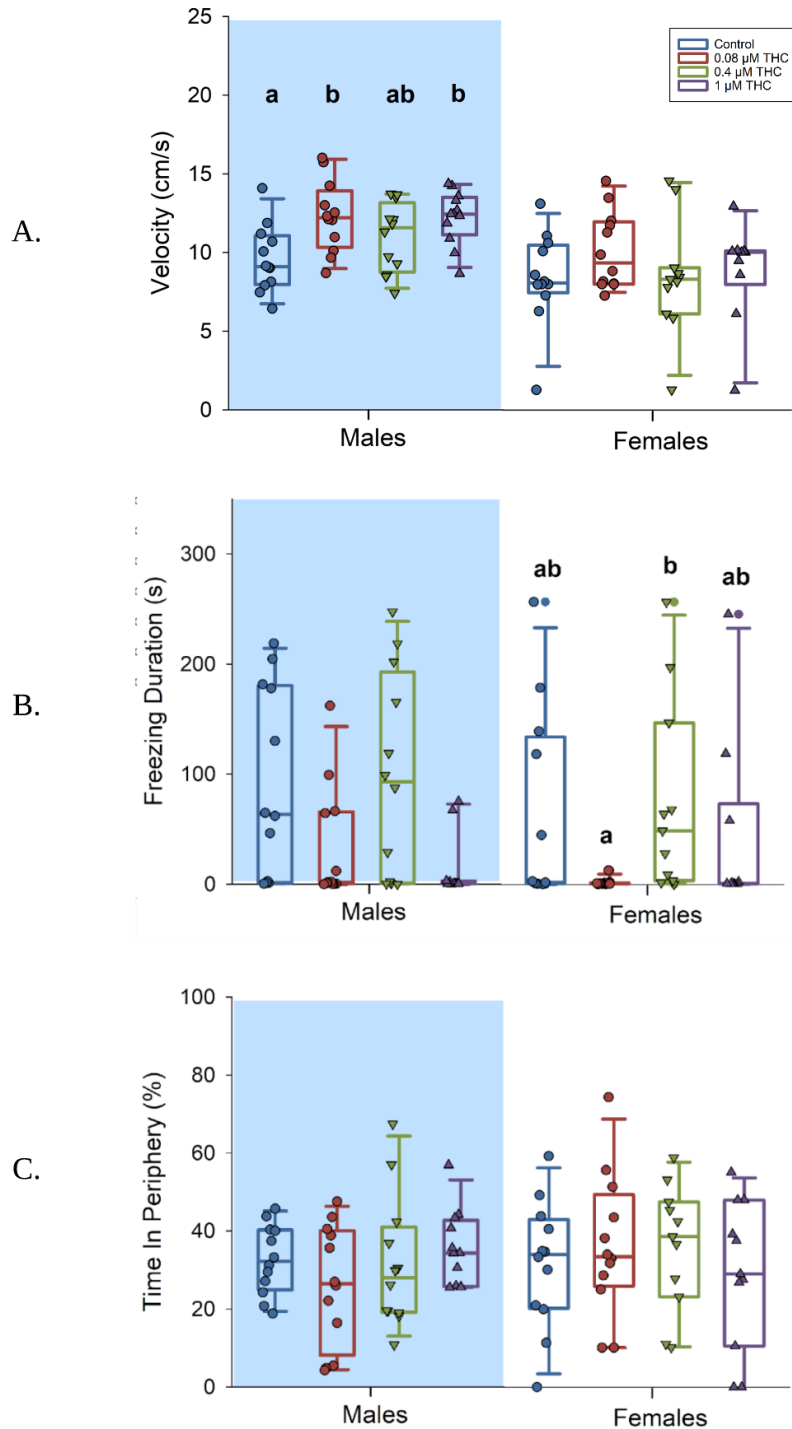 25
Control
0.08 μM THC
0.4 μM THC
1 μM THC
20
a b ab b
15
A.
Velocity (cm/s)
10
5
0
Males Females
300
ab b ab
B.
Freezing Duration (s)
200
100
a
0
Males Females
100
80
C.
Time In Periphery (%)
60
40
20
0
Males Females